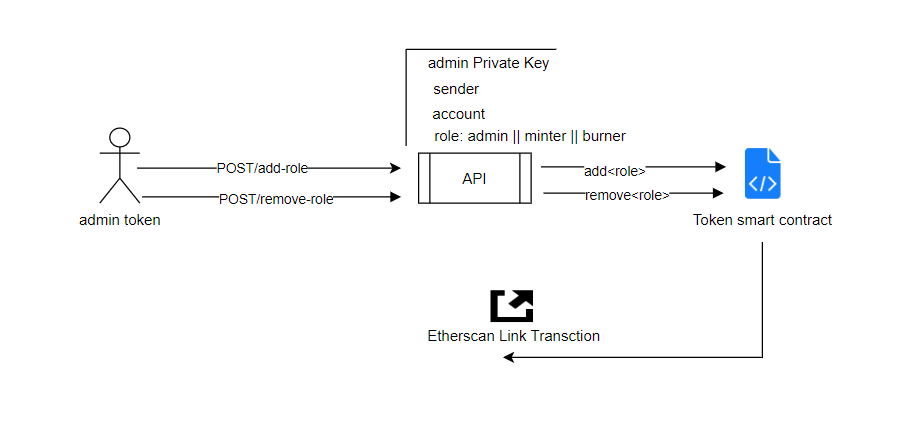 admin Private Key
sender
account
role: admin || minter || burner
POST/add-role
API
add<role>
POST/remove-role
remove<role>
admin token
Token smart contract
Etherscan Link Transction